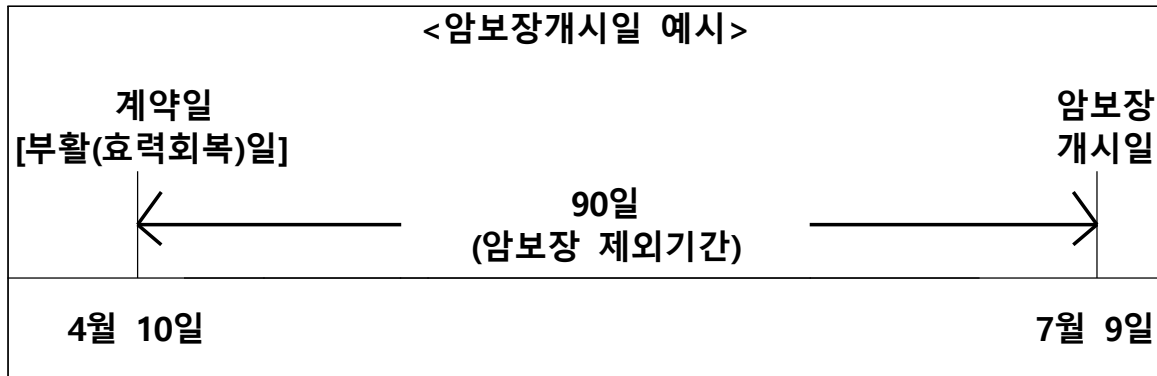 <암보장개시일 예시>
계약일
[부활(효력회복)일]
암보장
개시일
90일
(암보장 제외기간)
4월 10일
7월 9일